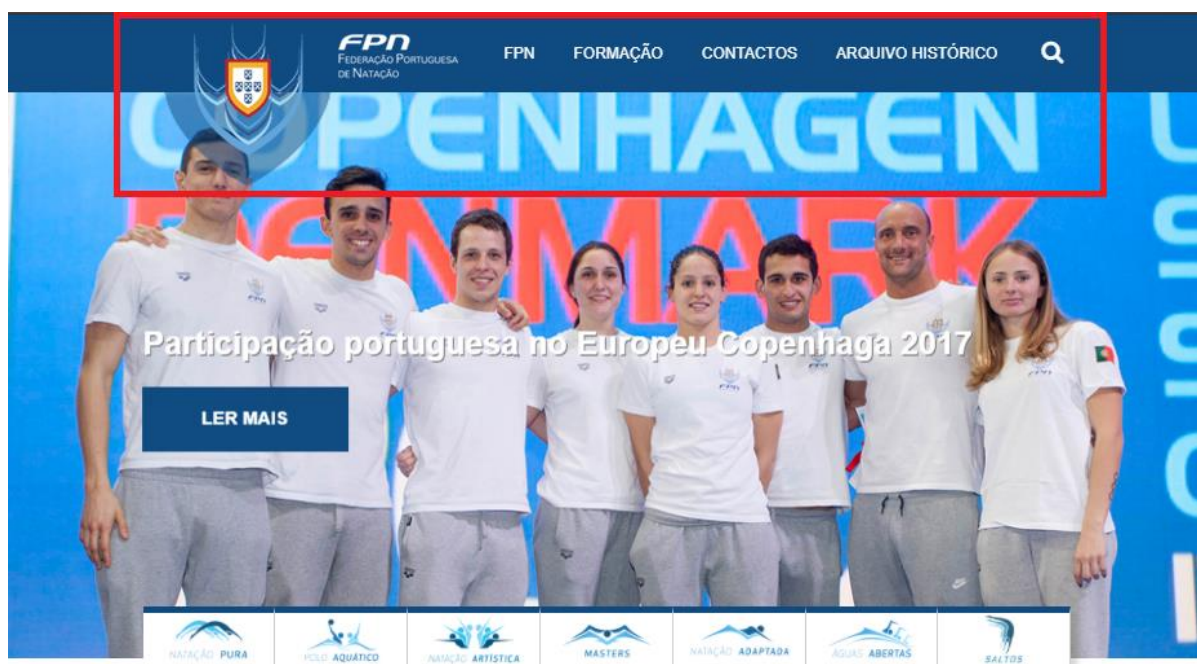 FPN
FEDERAÇÃO PORTUGUESA
DE NATAÇÃO
FPN
FORMAÇÃO
CONTACTOS
ARQUIVO HISTÓRICO
COPENHAGEN
DENMARK
Participação portuguesa no Europeu Copenhaga 2017
LER MAIS
NATAÇÃO PURA
POLO AQUÁTICO
NATAÇÃO ARTÍSTICA
MASTERS
NATAÇÃO ADAPTADA
ÁGUAS ABERTAS
SALTOS